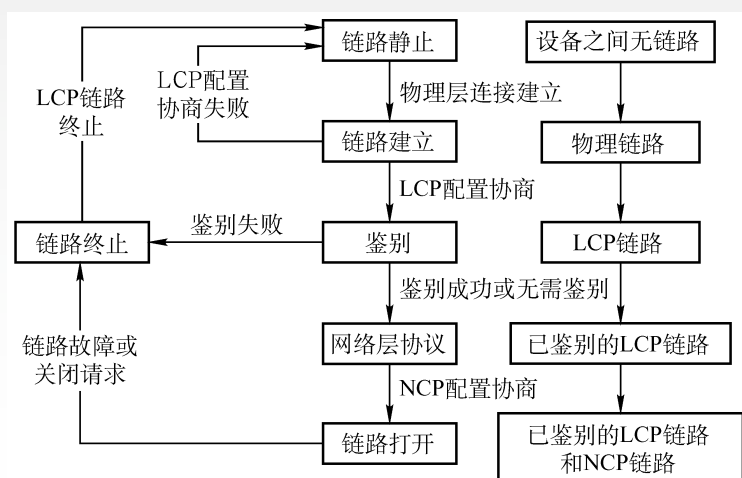 链路静止
设备之间无链路
LCP配置
协商失败
LCP链路
终止
物理层连接建立
链路建立
物理链路
LCP配置协商
鉴别失败
链路终止
鉴别
LCP链路
鉴别成功或无需鉴别
链路故障或
关闭请求
网络层协议
已鉴别的LCP链路
NCP配置协商
链路打开
已鉴别的LCP链路
和NCP链路